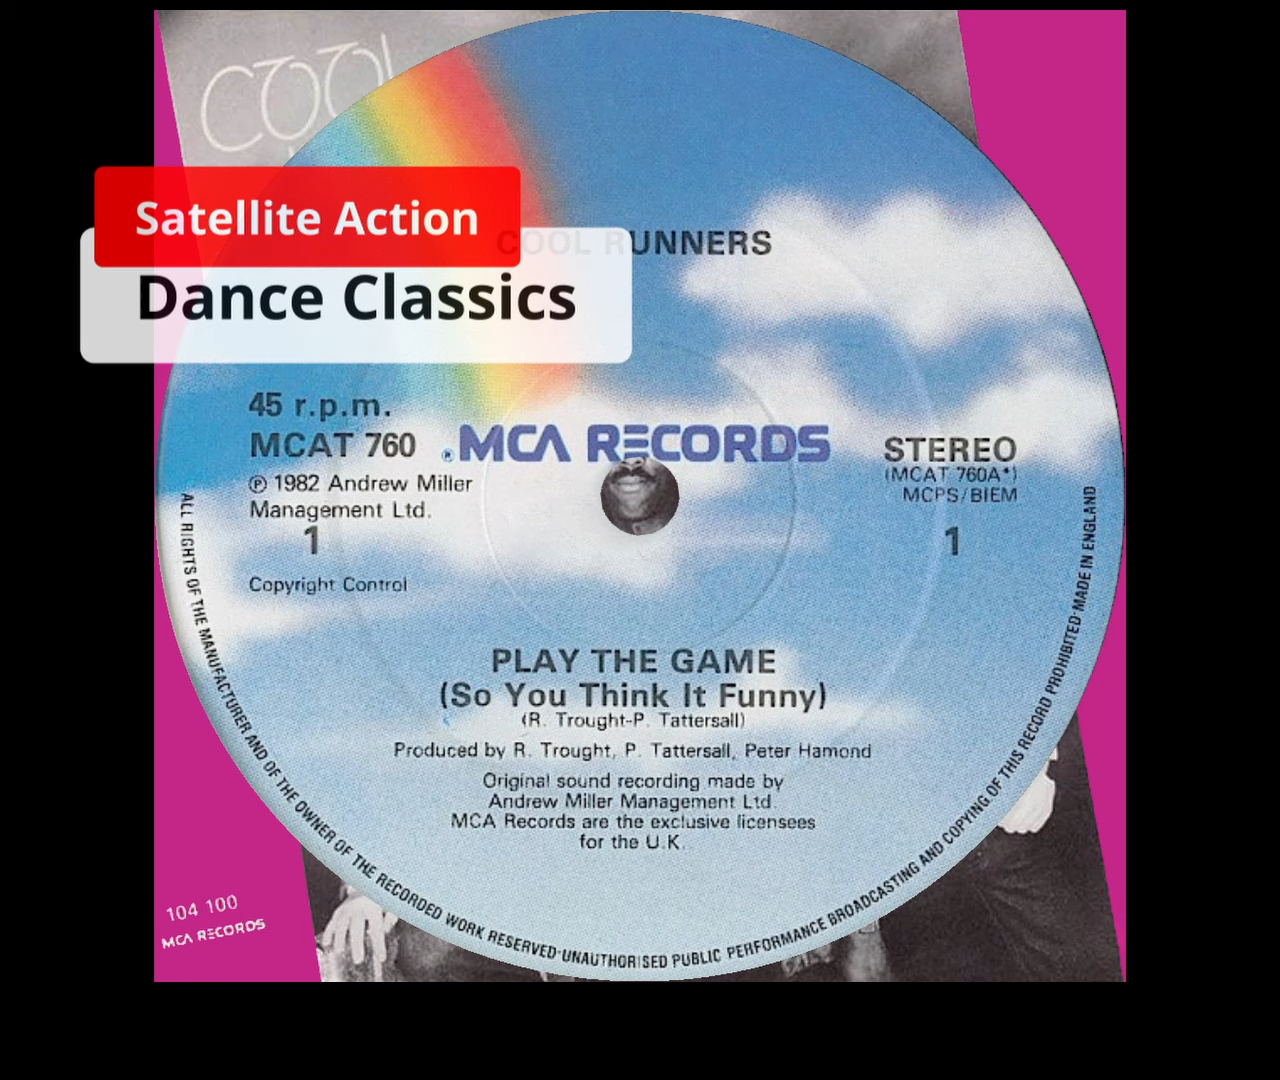 COOL
Satellite Action
COOL RUNNERS
Dance Classics
45 r.p.m.
MCAT 760
MCA RECORDS
STEREO
(MCAT 760A*)
MCPS/BIEM
℗ 1982 Andrew Miller
Management Ltd.
1
1
Copyright Control
PLAY THE GAME
(So You Think It Funny)
(R. Trought-P. Tattersall)
Produced by R. Trought, P. Tattersall, Peter Hamond
Original sound recording made by
Andrew Miller Management Ltd.
MCA Records are the exclusive licensees
for the U.K.
ALL RIGHTS OF THE MANUFACTURER AND OF THE OWNER OF THE RECORDED WORK RESERVED·UNAUTHORISED PUBLIC PERFORMANCE BROADCASTING AND COPYING OF THIS RECORD PROHIBITED·MADE IN ENGLAND
104 100
MCA RECORDS